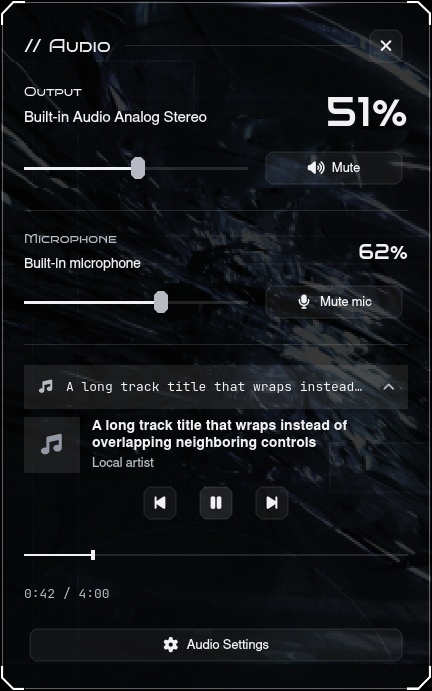 // Audio
Output
Built-in Audio Analog Stereo
51%
Mute
Microphone
Built-in microphone
62%
Mute mic
A long track title that wraps instead…
A long track title that wraps instead of
overlapping neighboring controls
Local artist
0:42 / 4:00
Audio Settings